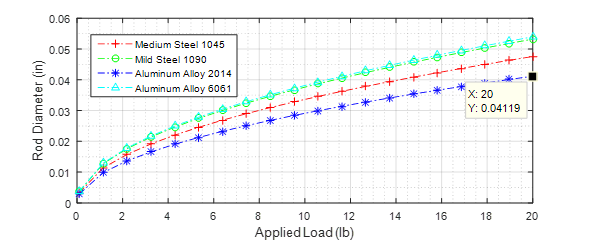 0.06
0.05
0.04
0.03
0.02
0.01
0
Rod Diameter (in)
Medium Steel 1045
Mild Steel 1090
Aluminum Alloy 2014
Aluminum Alloy 6061
X: 20
Y: 0.04119
0 2 4 6 8 10 12 14 16 18 20
Applied Load (lb)